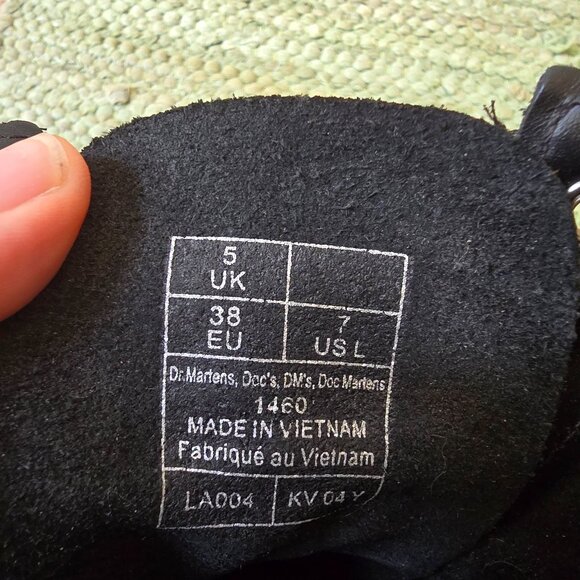 5
UK
38
EU
7
US L
Dr.Martens, Doc's, DM's, Doc Martens
1460
MADE IN VIETNAM
Fabriqué au Vietnam
LA004
KV 04 Y